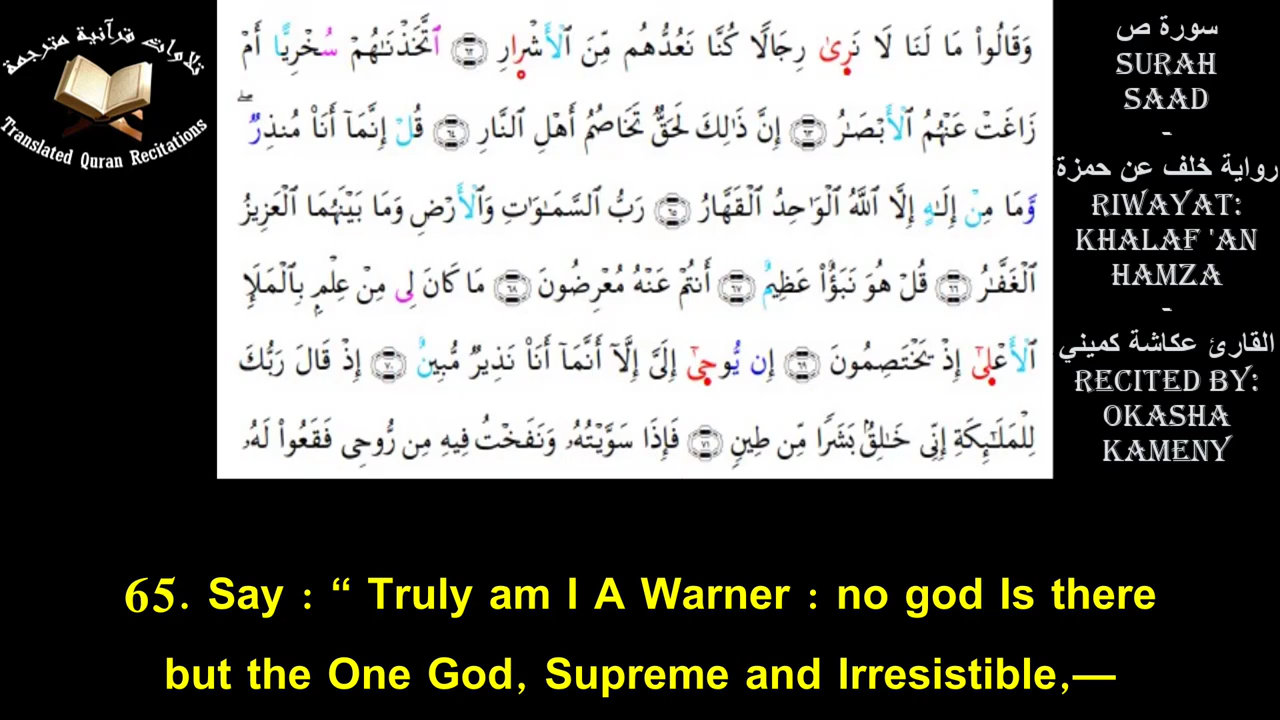 تلاوات قرآنية مترجمة
Translated Quran Recitations
وَقَالُوا۟ مَا لَنَا لَا نَرَىٰ رِجَالًا كُنَّا نَعُدُّهُم مِّنَ ٱلْأَشْرَارِ ٦٢ ٱتَّخَذْنَـٰهُمْ سُخْرِيًّا أَمْ
زَاغَتْ عَنْهُمُ ٱلْأَبْصَـٰرُ ٦٣ إِنَّ ذَٰلِكَ لَحَقٌّ تَخَاصُمُ أَهْلِ ٱلنَّارِ ٦٤ قُلْ إِنَّمَآ أَنَا۠ مُنذِرٌ ۖ
وَّمَا مِنْ إِلَـٰهٍ إِلَّا ٱللَّهُ ٱلْوَٰحِدُ ٱلْقَهَّارُ ٦٥ رَبُّ ٱلسَّمَـٰوَٰتِ وَٱلْأَرْضِ وَمَا بَيْنَهُمَا ٱلْعَزِيزُ
ٱلْغَفَّـٰرُ ٦٦ قُلْ هُوَ نَبَؤٌا۟ عَظِيمٌ ٦٧ أَنتُمْ عَنْهُ مُعْرِضُونَ ٦٨ مَا كَانَ لِى مِنْ عِلْمٍۭ بِٱلْمَلَإِ
ٱلْأَعْلَىٰٓ إِذْ يَخْتَصِمُونَ ٦٩ إِن يُّوحَىٰٓ إِلَىَّ إِلَّآ أَنَّمَآ أَنَا۠ نَذِيرٌ مُّبِينٌ ٧٠ إِذْ قَالَ رَبُّكَ
لِلْمَلَـٰٓئِكَةِ إِنِّى خَـٰلِقٌۢ بَشَرًا مِّن طِينٍ ٧١ فَإِذَا سَوَّيْتُهُۥ وَنَفَخْتُ فِيهِ مِن رُّوحِى فَقَعُوا۟ لَهُۥ
سورة ص
SURAH
SAAD
-
رواية خلف عن حمزة
RIWAYAT:
KHALAF 'AN
HAMZA
-
القارئ عكاشة كميني
RECITED BY:
OKASHA
KAMENY
65. Say : “ Truly am I A Warner : no god Is there
but the One God, Supreme and Irresistible,—